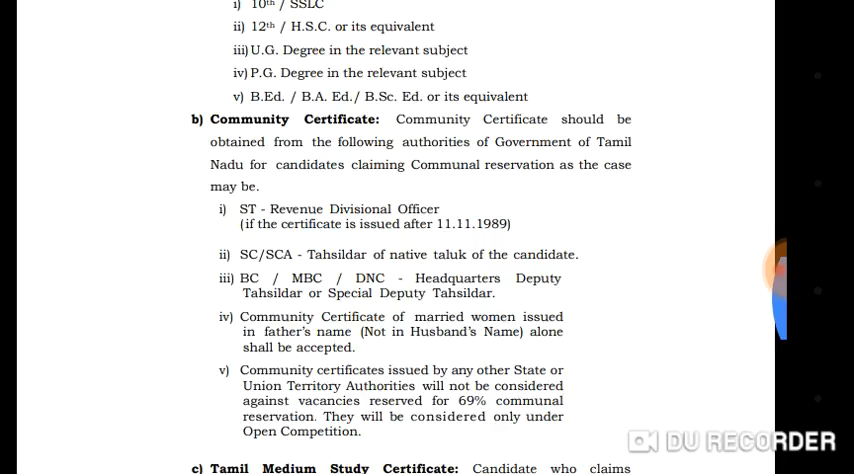 i) 10th / SSLC
ii) 12th / H.S.C. or its equivalent
iii) U.G. Degree in the relevant subject
iv) P.G. Degree in the relevant subject
v) B.Ed. / B.A. Ed./ B.Sc. Ed. or its equivalent
b) Community Certificate: Community Certificate should be
obtained from the following authorities of Government of Tamil
Nadu for candidates claiming Communal reservation as the case
may be.
i) ST - Revenue Divisional Officer
(if the certificate is issued after 11.11.1989)
ii) SC/SCA - Tahsildar of native taluk of the candidate.
iii) BC / MBC / DNC - Headquarters Deputy
Tahsildar or Special Deputy Tahsildar.
iv) Community Certificate of married women issued
in father's name (Not in Husband's Name) alone
shall be accepted.
v) Community certificates issued by any other State or
Union Territory Authorities will not be considered
against vacancies reserved for 69% communal
reservation. They will be considered only under
Open Competition.
DU RECORDER
c) Tamil Medium Study Certificate: Candidate who claims